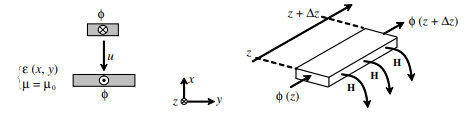 ϕ
u
{ε (x, y)
μ = μ₀
ϕ
x
z
y
z + Δz
z
ϕ (z + Δz)
ϕ (z)
H
H
H